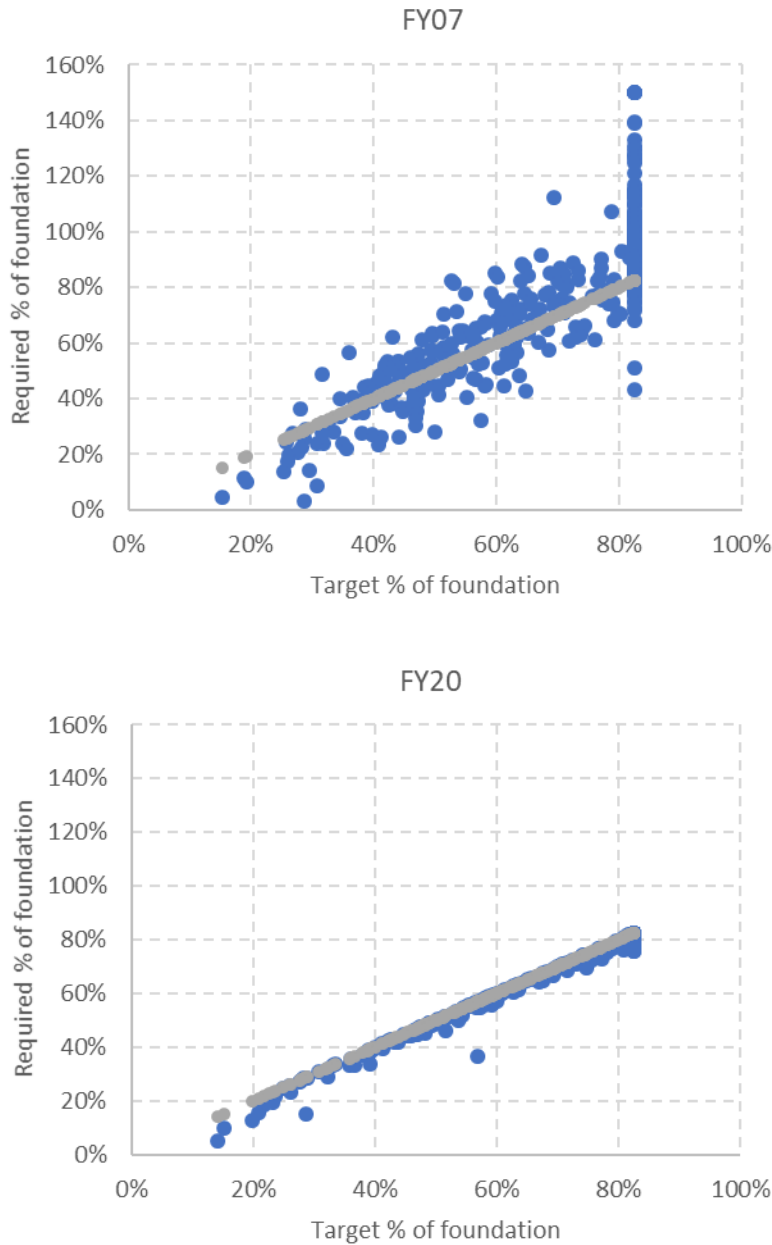 FY07
160%
140%
120%
100%
80%
60%
40%
20%
0%
Required % of foundation
0% 20% 40% 60% 80% 100%
Target % of foundation
FY20
160%
140%
120%
100%
80%
60%
40%
20%
0%
Required % of foundation
0% 20% 40% 60% 80% 100%
Target % of foundation